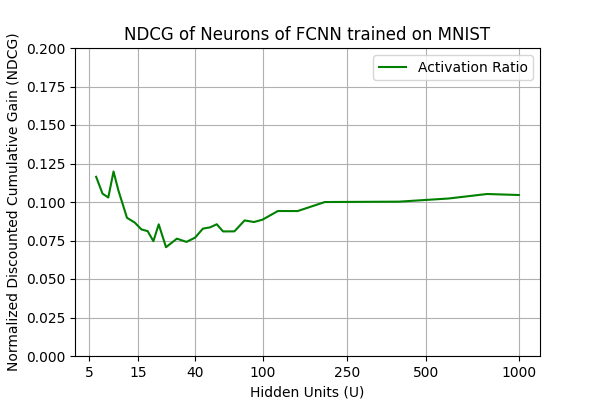 NDCG of Neurons of FCNN trained on MNIST
Normalized Discounted Cumulative Gain (NDCG)
0.200
0.175
0.150
0.125
0.100
0.075
0.050
0.025
0.000
Activation Ratio
5 15 40 100 250 500 1000
Hidden Units (U)